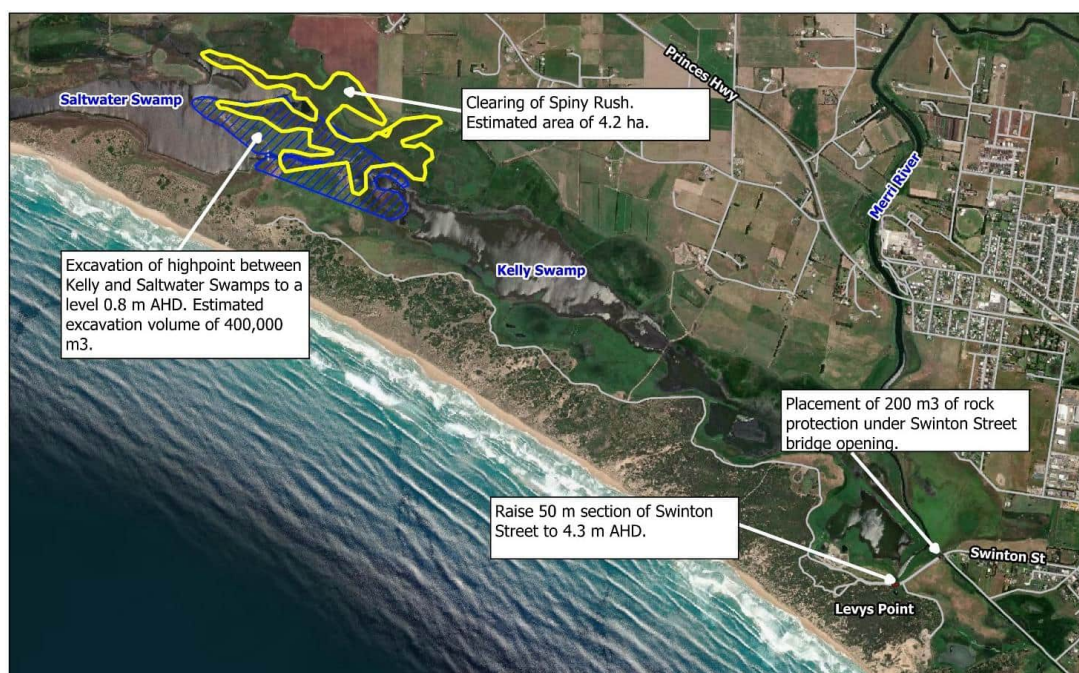 Princes Hwy
Saltwater Swamp
Clearing of Spiny Rush.
Estimated area of 4.2 ha.
Merri River
Excavation of highpoint between
Kelly and Saltwater Swamps to a
level 0.8 m AHD. Estimated
excavation volume of 400,000
m3.
Kelly Swamp
Placement of 200 m3 of rock
protection under Swinton Street
bridge opening.
Raise 50 m section of Swinton
Street to 4.3 m AHD.
Swinton St
Levys Point